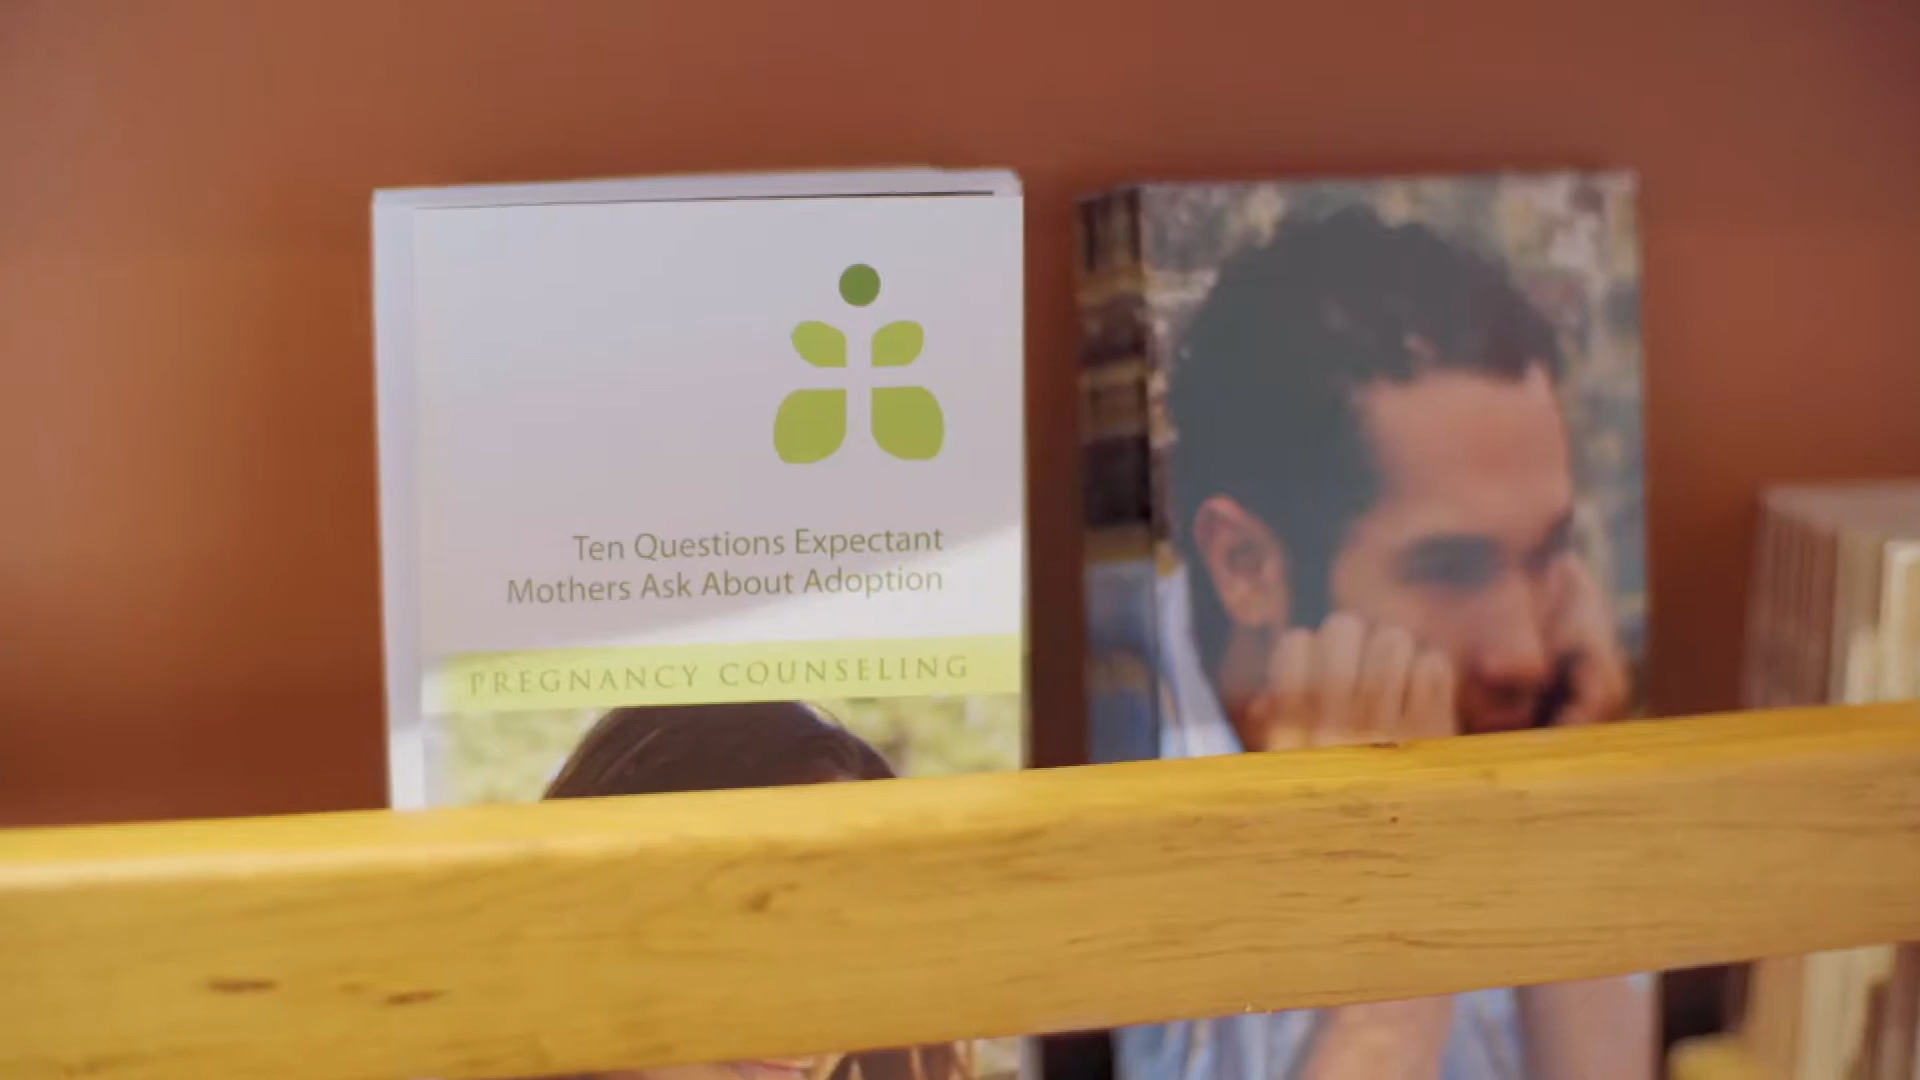 Ten Questions Expectant
Mothers Ask About Adoption
PREGNANCY COUNSELING